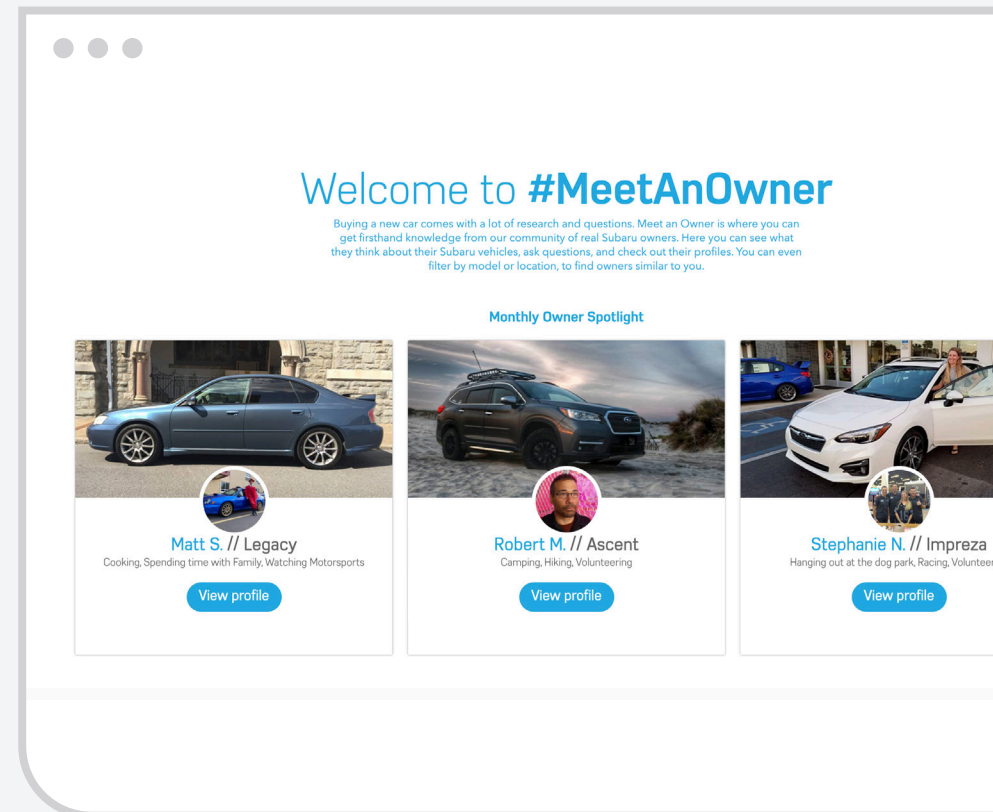 Welcome to #MeetAnOwner
Buying a new car comes with a lot of research and questions. Meet an Owner is where you can
get firsthand knowledge from our community of real Subaru owners. Here you can see what
they think about their Subaru vehicles, ask questions, and check out their profiles. You can even
filter by model or location, to find owners similar to you.
Monthly Owner Spotlight
Matt S. // Legacy
Cooking, Spending time with Family, Watching Motorsports
View profile
Robert M. // Ascent
Camping, Hiking, Volunteering
View profile
Stephanie N. // Impreza
Hanging out at the dog park, Racing, Voluntee
View profile